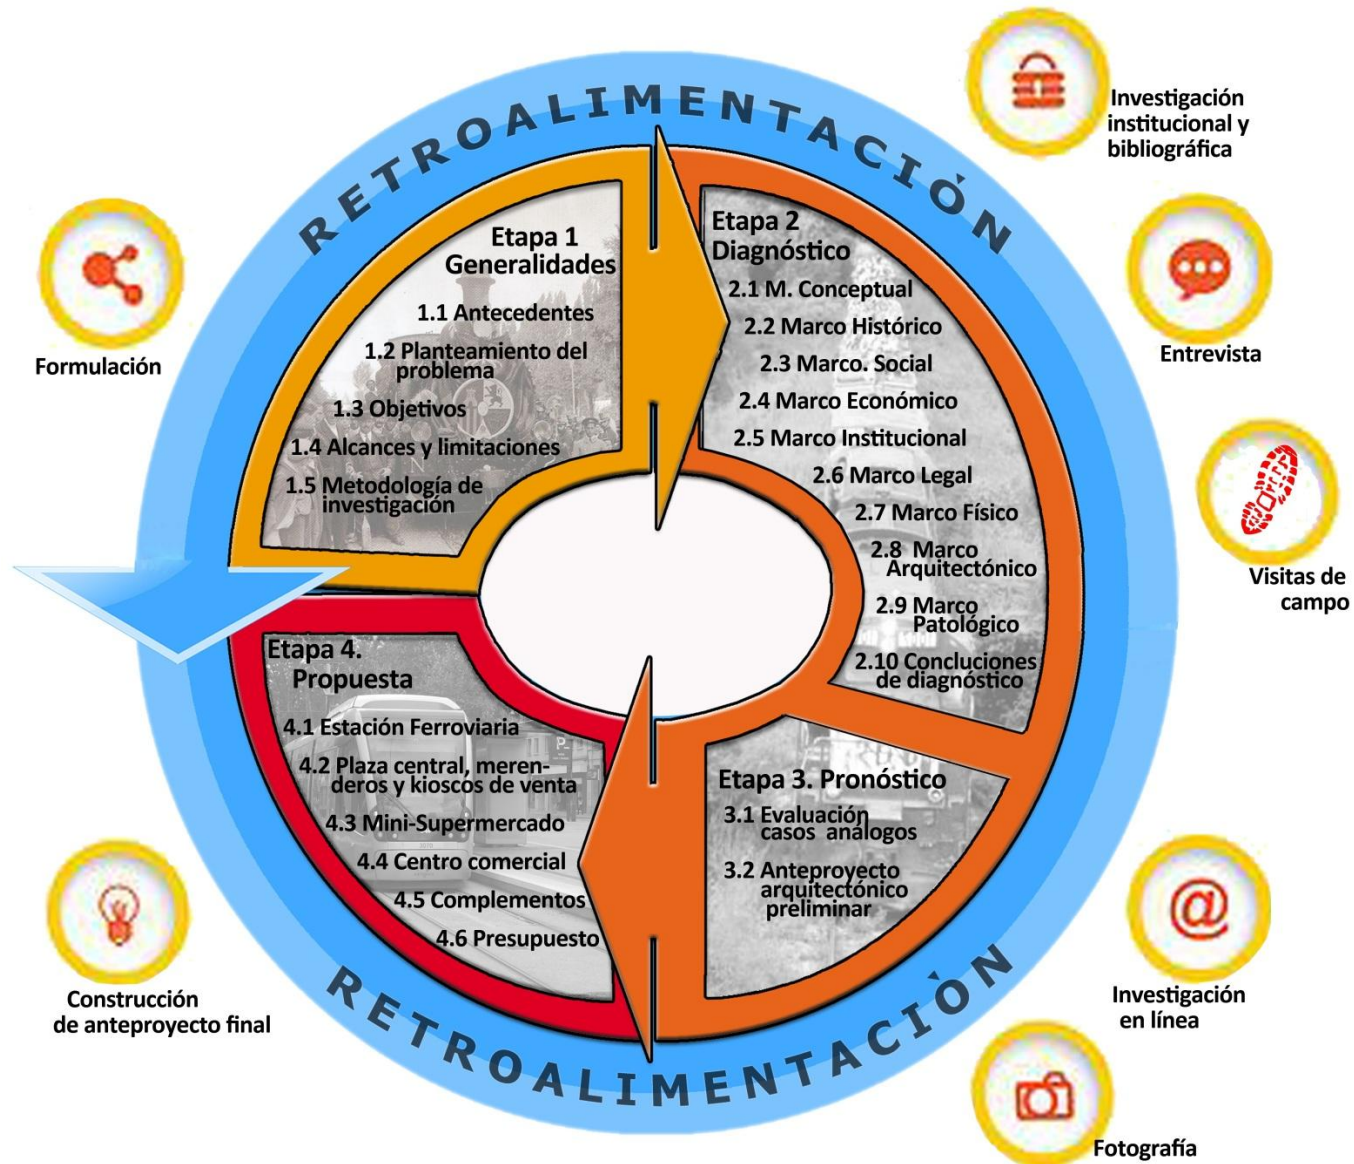 RETROALIMENTACIÓN
Etapa 1
Generalidades
1.1 Antecedentes
1.2 Planteamiento del
problema
1.3 Objetivos
1.4 Alcances y limitaciones
1.5 Metodología de
investigación
Etapa 2
Diagnóstico
2.1 M. Conceptual
2.2 Marco Histórico
2.3 Marco. Social
2.4 Marco Económico
2.5 Marco Institucional
2.6 Marco Legal
2.7 Marco Físico
2.8 Marco
Arquitectónico
2.9 Marco
Patológico
2.10 Concluciones
de diagnóstico
Etapa 3. Pronóstico
3.1 Evaluación
casos análogos
3.2 Anteproyecto
arquitectónico
preliminar
Etapa 4.
Propuesta
4.1 Estación Ferroviaria
4.2 Plaza central, meren-
deros y kioscos de venta
4.3 Mini-Supermercado
4.4 Centro comercial
4.5 Complementos
4.6 Presupuesto
RETROALIMENTACIÒN
Formulación
Investigación
institucional y
bibliográfica
Entrevista
Visitas de
campo
@
Investigación
en línea
Fotografía
Construcción
de anteproyecto final